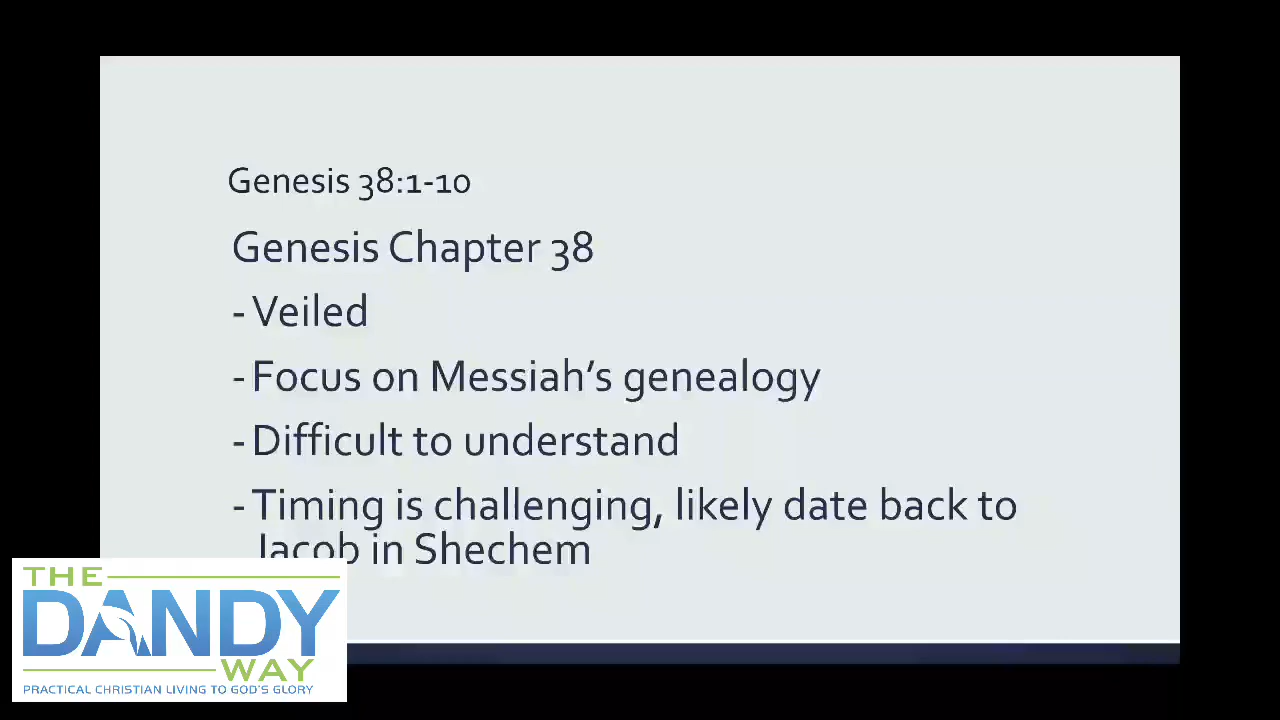 Genesis 38:1-10
Genesis Chapter 38
- Veiled
- Focus on Messiah's genealogy
- Difficult to understand
- Timing is challenging, likely date back to
Jacob in Shechem
THE
DANDY
WAY
PRACTICAL CHRISTIAN LIVING TO GOD'S GLORY